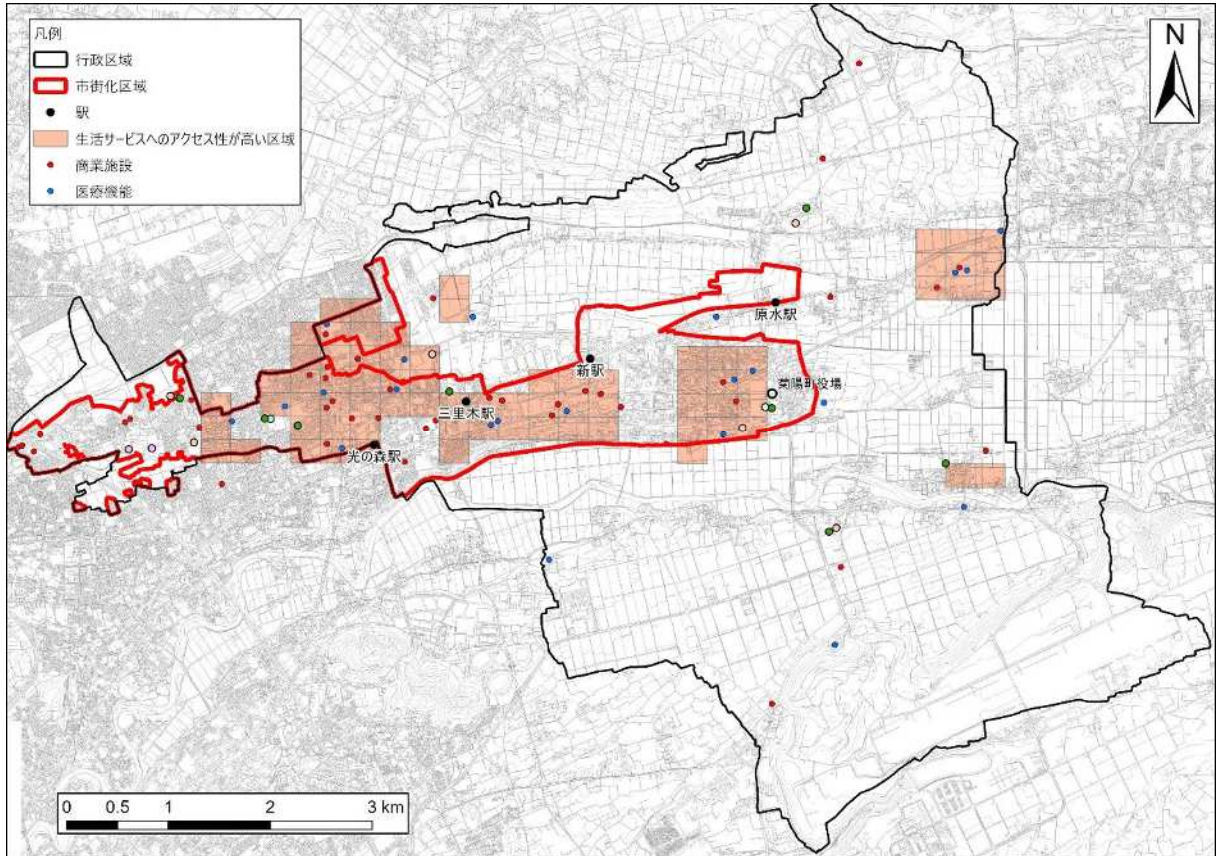 凡例
行政区域
市街化区域
駅
生活サービスへのアクセス性が高い区域
商業施設
医療機能
N
原水駅
新駅
菊陽町役場
三里木駅
光の森駅
0 0.5 1 2 3 km